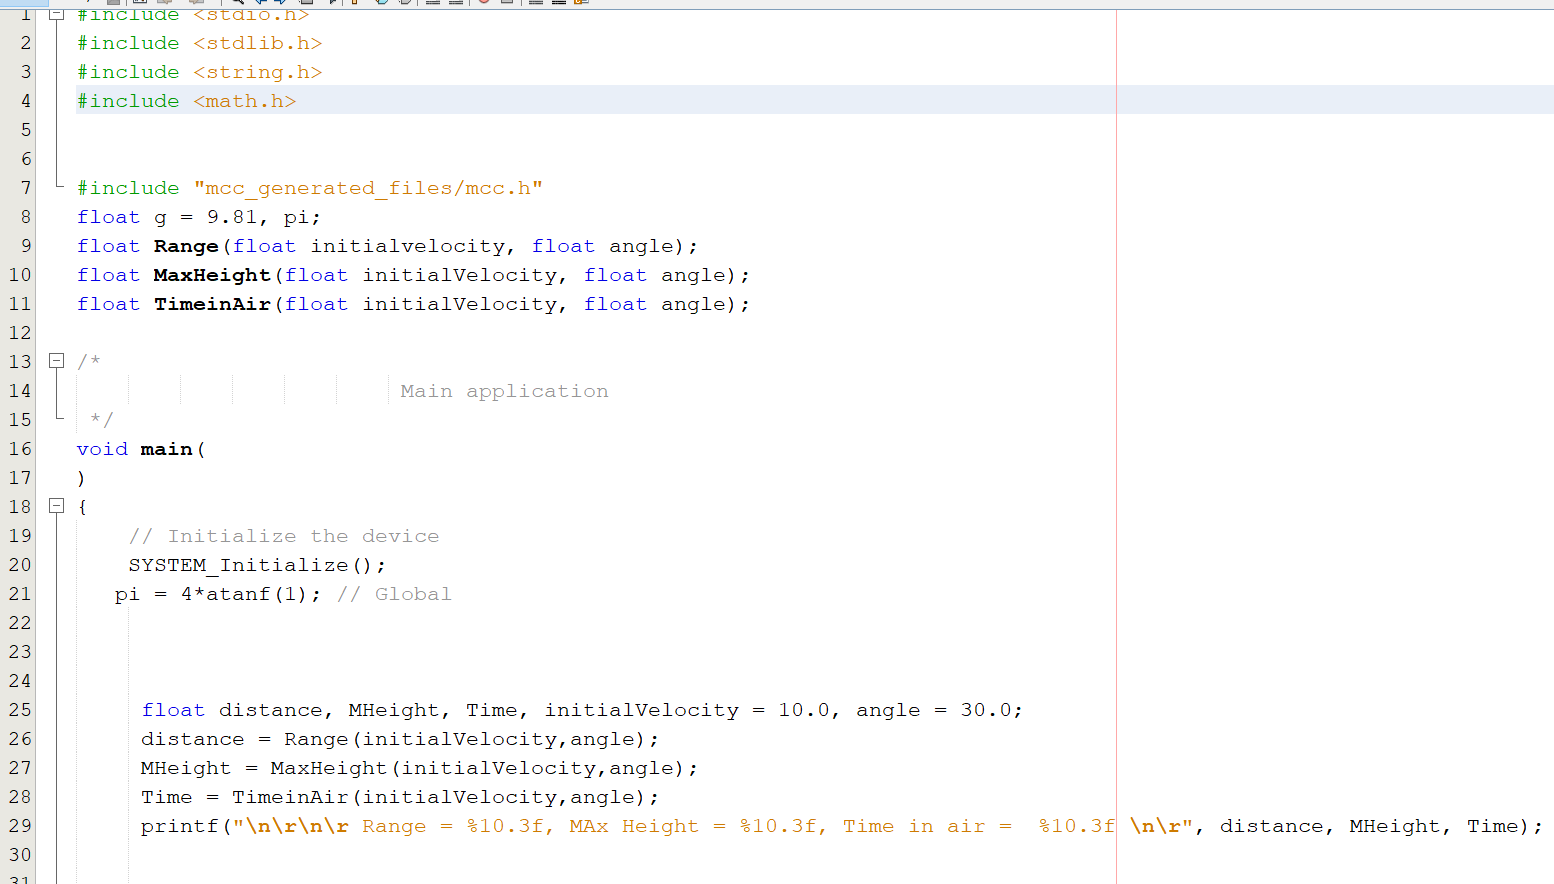 1 #include <stdio.h>
2 #include <stdlib.h>
3 #include <string.h>
4 #include <math.h>
5
6
7 #include "mcc_generated_files/mcc.h"
8 float g = 9.81, pi;
9 float Range(float initialvelocity, float angle);
10 float MaxHeight(float initialVelocity, float angle);
11 float TimeinAir(float initialVelocity, float angle);
12
13 /*
14 Main application
15 */
16 void main(
17 )
18 {
19 // Initialize the device
20 SYSTEM_Initialize();
21 pi = 4*atanf(1); // Global
22
23
24
25 float distance, MHeight, Time, initialVelocity = 10.0, angle = 30.0;
26 distance = Range(initialVelocity,angle);
27 MHeight = MaxHeight(initialVelocity,angle);
28 Time = TimeinAir(initialVelocity,angle);
29 printf("\n\r\n\r Range = %10.3f, MAx Height = %10.3f, Time in air =  %10.3f \n\r", distance, MHeight, Time);
30
31